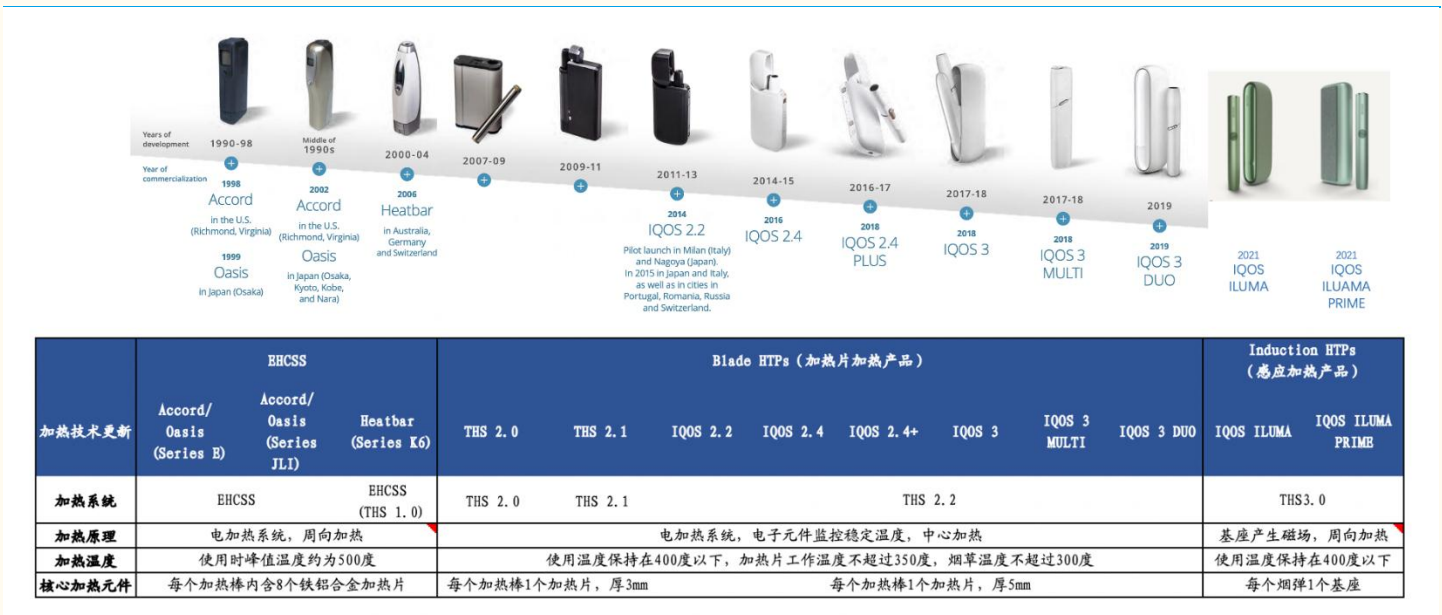 Years of
development
1990-98
Middle of
1990s
2000-04
2007-09
2009-11
2011-13
2014-15
2016-17
2017-18
2017-18
2019
Year of
commercialization
1998
Accord
in the U.S.
(Richmond, Virginia)
1999
Oasis
in Japan (Osaka)
2002
Accord
in the U.S.
(Richmond, Virginia)
Oasis
in Japan (Osaka,
Kyoto, Kobe,
and Nara)
2006
Heatbar
in Australia,
Germany
and Switzerland
2014
IQOS 2.2
Pilot launch in Milan (Italy)
and Nagoya (Japan).
In 2015 in Japan and Italy,
as well as in cities in
Portugal, Romania, Russia
and Switzerland.
2016
IQOS 2.4
2018
IQOS 2.4
PLUS
2018
IQOS 3
2018
IQOS 3
MULTI
2019
IQOS 3
DUO
2021
IQOS
ILUMA
2021
IQOS
ILUAMA
PRIME
加热技术更新
EHCSS
Blade HTPs（加热片加热产品）
Induction HTPs
（感应加热产品）
Accord/
Oasis
(Series E)
Accord/
Oasis
(Series
JLI)
Heatbar
(Series K6)
THS 2.0
THS 2.1
IQOS 2.2
IQOS 2.4
IQOS 2.4+
IQOS 3
IQOS 3
MULTI
IQOS 3 DUO
IQOS ILUMA
IQOS ILUMA
PRIME
加热系统
EHCSS
EHCSS
(THS 1.0)
THS 2.0
THS 2.1
THS 2.2
THS3.0
加热原理
电加热系统，周向加热
电加热系统，电子元件监控稳定温度，中心加热
基座产生磁场，周向加热
加热温度
使用时峰值温度约为500度
使用温度保持在400度以下，加热片工作温度不超过350度，烟草温度不超过300度
使用温度保持在400度以下
核心加热元件
每个加热棒内含8个铁铝合金加热片
每个加热棒1个加热片，厚3mm
每个加热棒1个加热片，厚5mm
每个烟弹1个基座